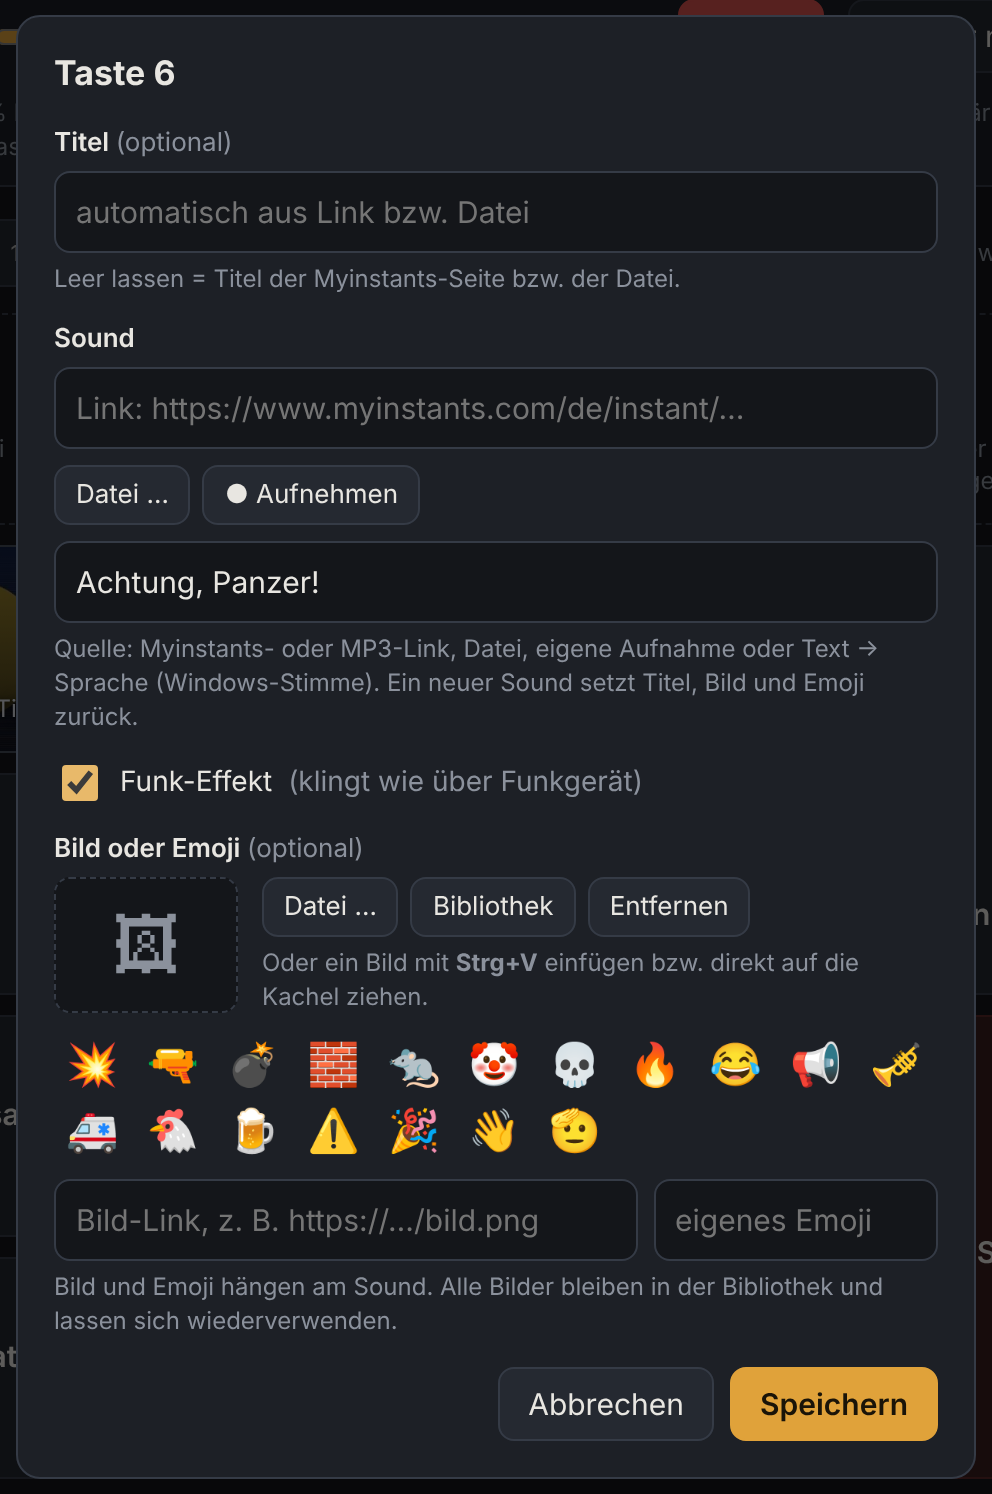 Taste 6
Titel (optional)
automatisch aus Link bzw. Datei
Leer lassen = Titel der Myinstants-Seite bzw. der Datei.
Sound
Link: https://www.myinstants.com/de/instant/...
Datei ...
Aufnehmen
Achtung, Panzer!
Quelle: Myinstants- oder MP3-Link, Datei, eigene Aufnahme oder Text →
Sprache (Windows-Stimme). Ein neuer Sound setzt Titel, Bild und Emoji
zurück.
Funk-Effekt (klingt wie über Funkgerät)
Bild oder Emoji (optional)
Datei ...
Bibliothek
Entfernen
Oder ein Bild mit Strg+V einfügen bzw. direkt auf die
Kachel ziehen.
Bild-Link, z. B. https://.../bild.png
eigenes Emoji
Bild und Emoji hängen am Sound. Alle Bilder bleiben in der Bibliothek und
lassen sich wiederverwenden.
Abbrechen
Speichern